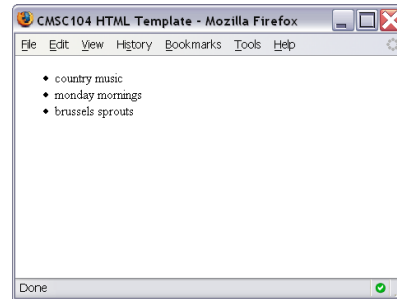 CMSC104 HTML Template - Mozilla Firefox
File Edit View History Bookmarks Tools Help
country music
monday mornings
brussels sprouts
Done